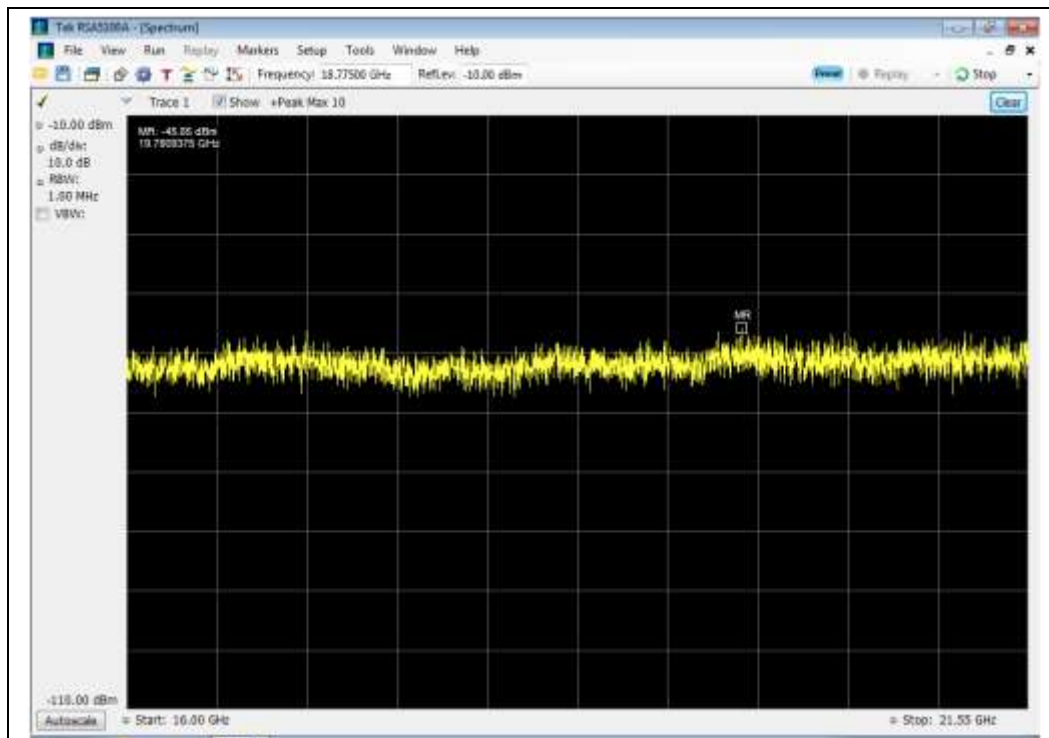 Tek RSA5100A - [Spectrum]
File View Run Replay Markers Setup Tools Window Help
Frequency: 18.77500 GHz RefLev: -10.00 dBm Preset Replay Stop
Trace 1 Show +Peak Max 10 Clear
-10.00 dBm
dB/div:
10.0 dB
RBW:
1.00 MHz
VBW:
MR: -45.05 dBm
GHz
MR
-110.00 dBm
Autoscale Start: 16.00 GHz Stop: 21.55 GHz